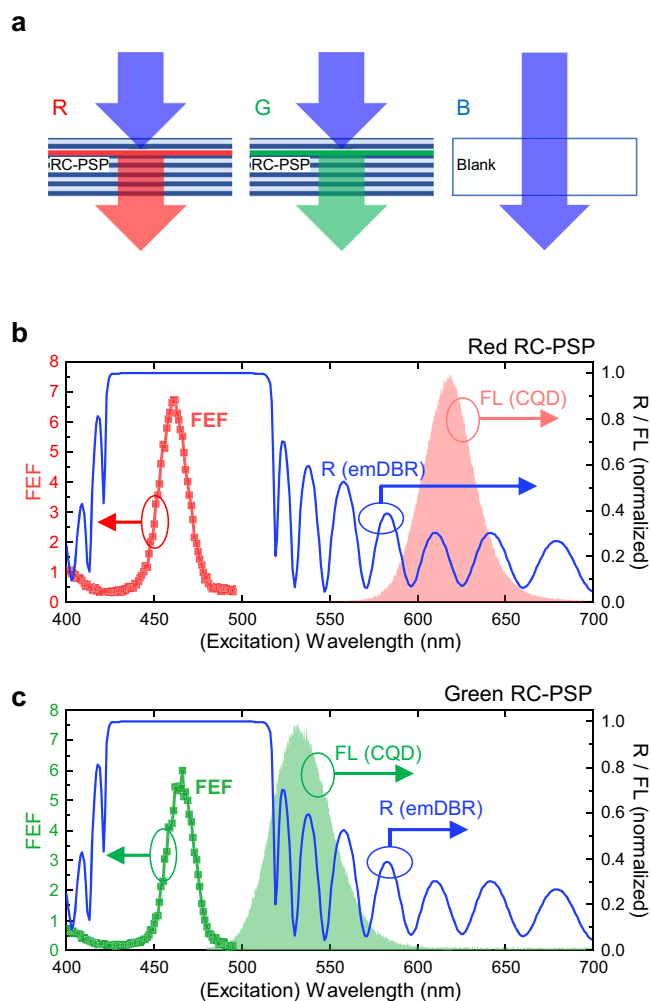 a
R G B
RC-PSP RC-PSP Blank
b
Red RC-PSP
8 7 6 5 4 3 2 1 0
FEF
FEF
FL (CQD)
R (emDBR)
1.0 0.8 0.6 0.4 0.2 0.0
R / FL (normalized)
400 450 500 550 600 650 700
(Excitation) Wavelength (nm)
c
Green RC-PSP
8 7 6 5 4 3 2 1 0
FEF
FEF
FL (CQD)
R (emDBR)
1.0 0.8 0.6 0.4 0.2 0.0
R / FL (normalized)
400 450 500 550 600 650 700
(Excitation) Wavelength (nm)